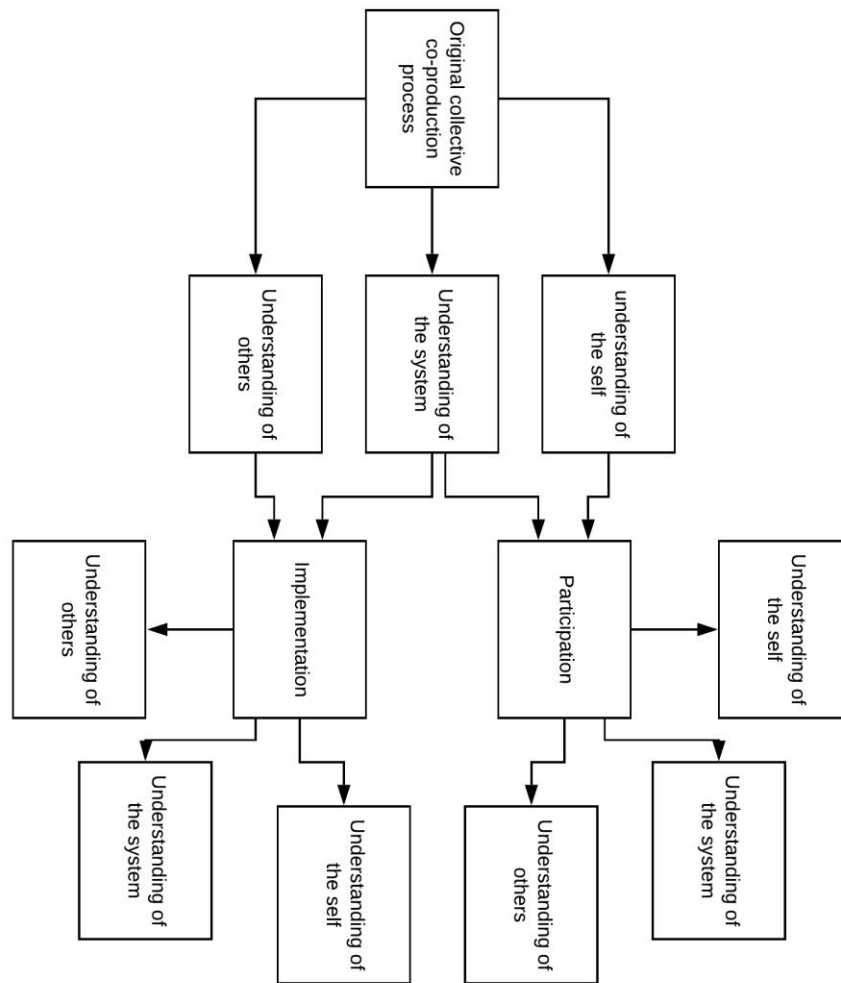 Original collective
co-production
process
understanding of
the self
Understanding of
the system
Understanding of
others
Understanding of
the self
Participation
Implementation
Understanding of
others
Understanding of
the system
Understanding of
others
Understanding of
the self
Understanding of
the system